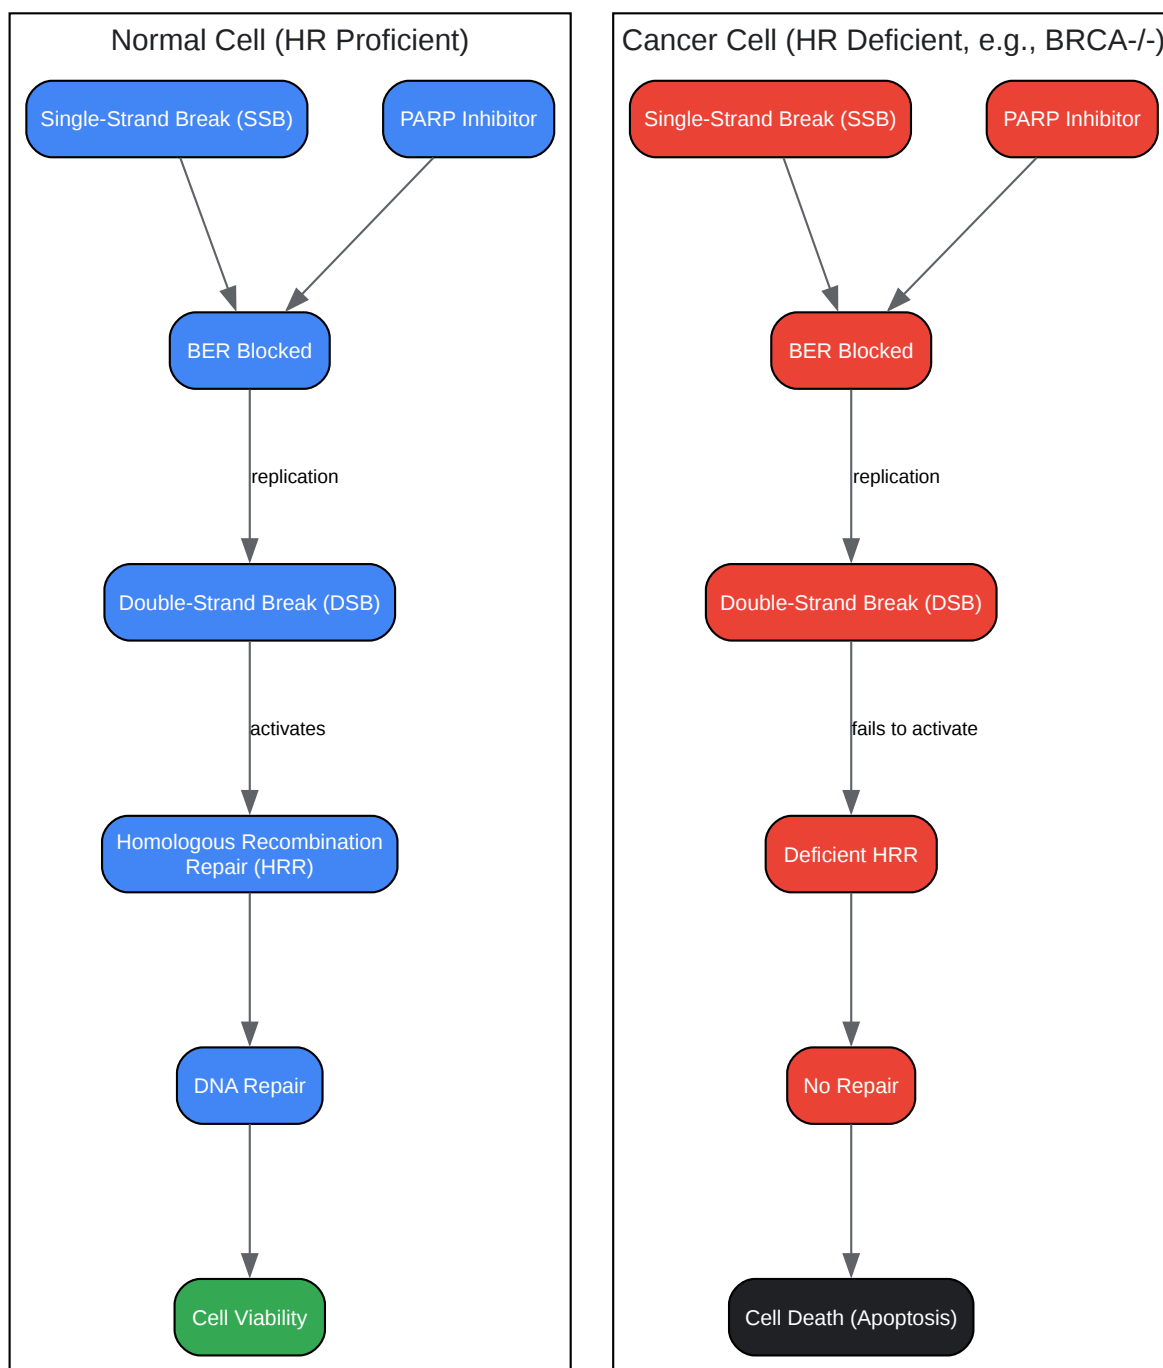 Normal Cell (HR Proficient)
Single-Strand Break (SSB)
PARP Inhibitor
BER Blocked
replication
Double-Strand Break (DSB)
activates
Homologous Recombination
Repair (HRR)
DNA Repair
Cell Viability
Cancer Cell (HR Deficient, e.g., BRCA-/-)
Single-Strand Break (SSB)
PARP Inhibitor
BER Blocked
replication
Double-Strand Break (DSB)
fails to activate
Deficient HRR
No Repair
Cell Death (Apoptosis)